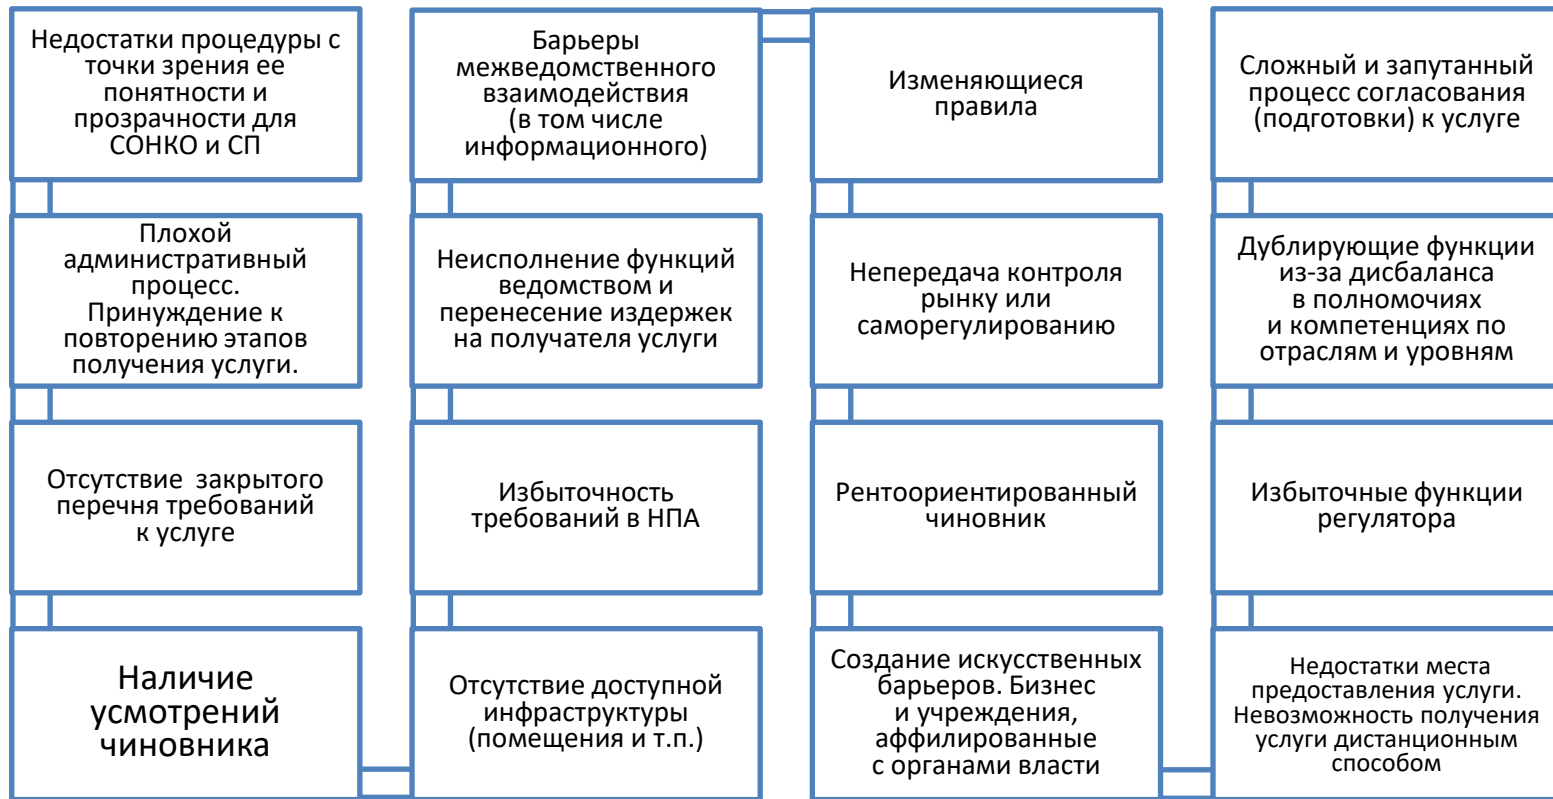 Недостатки процедуры с
точки зрения ее
понятности и
прозрачности для
СОНКО и СП
Плохой
административный
процесс.
Принуждение к
повторению этапов
получения услуги.
Отсутствие закрытого
перечня требований
к услуге
Наличие
усмотрений
чиновника
Отсутствие доступной
инфраструктуры
(помещения и т.п.)
Избыточность
требований в НПА
Неисполнение функций
ведомством и
перенесение издержек
на получателя услуги
Барьеры
межведомственного
взаимодействия
(в том числе
информационного)
Изменяющиеся
правила
Непередача контроля
рынку или
саморегулированию
Рентоориентированный
чиновник
Создание искусственных
барьеров. Бизнес
и учреждения,
аффилированные
с органами власти
Недостатки места
предоставления услуги.
Невозможность получения
услуги дистанционным
способом
Избыточные функции
регулятора
Дублирующие функции
из-за дисбаланса
в полномочиях
и компетенциях по
отраслям и уровням
Сложный и запутанный
процесс согласования
(подготовки) к услуге